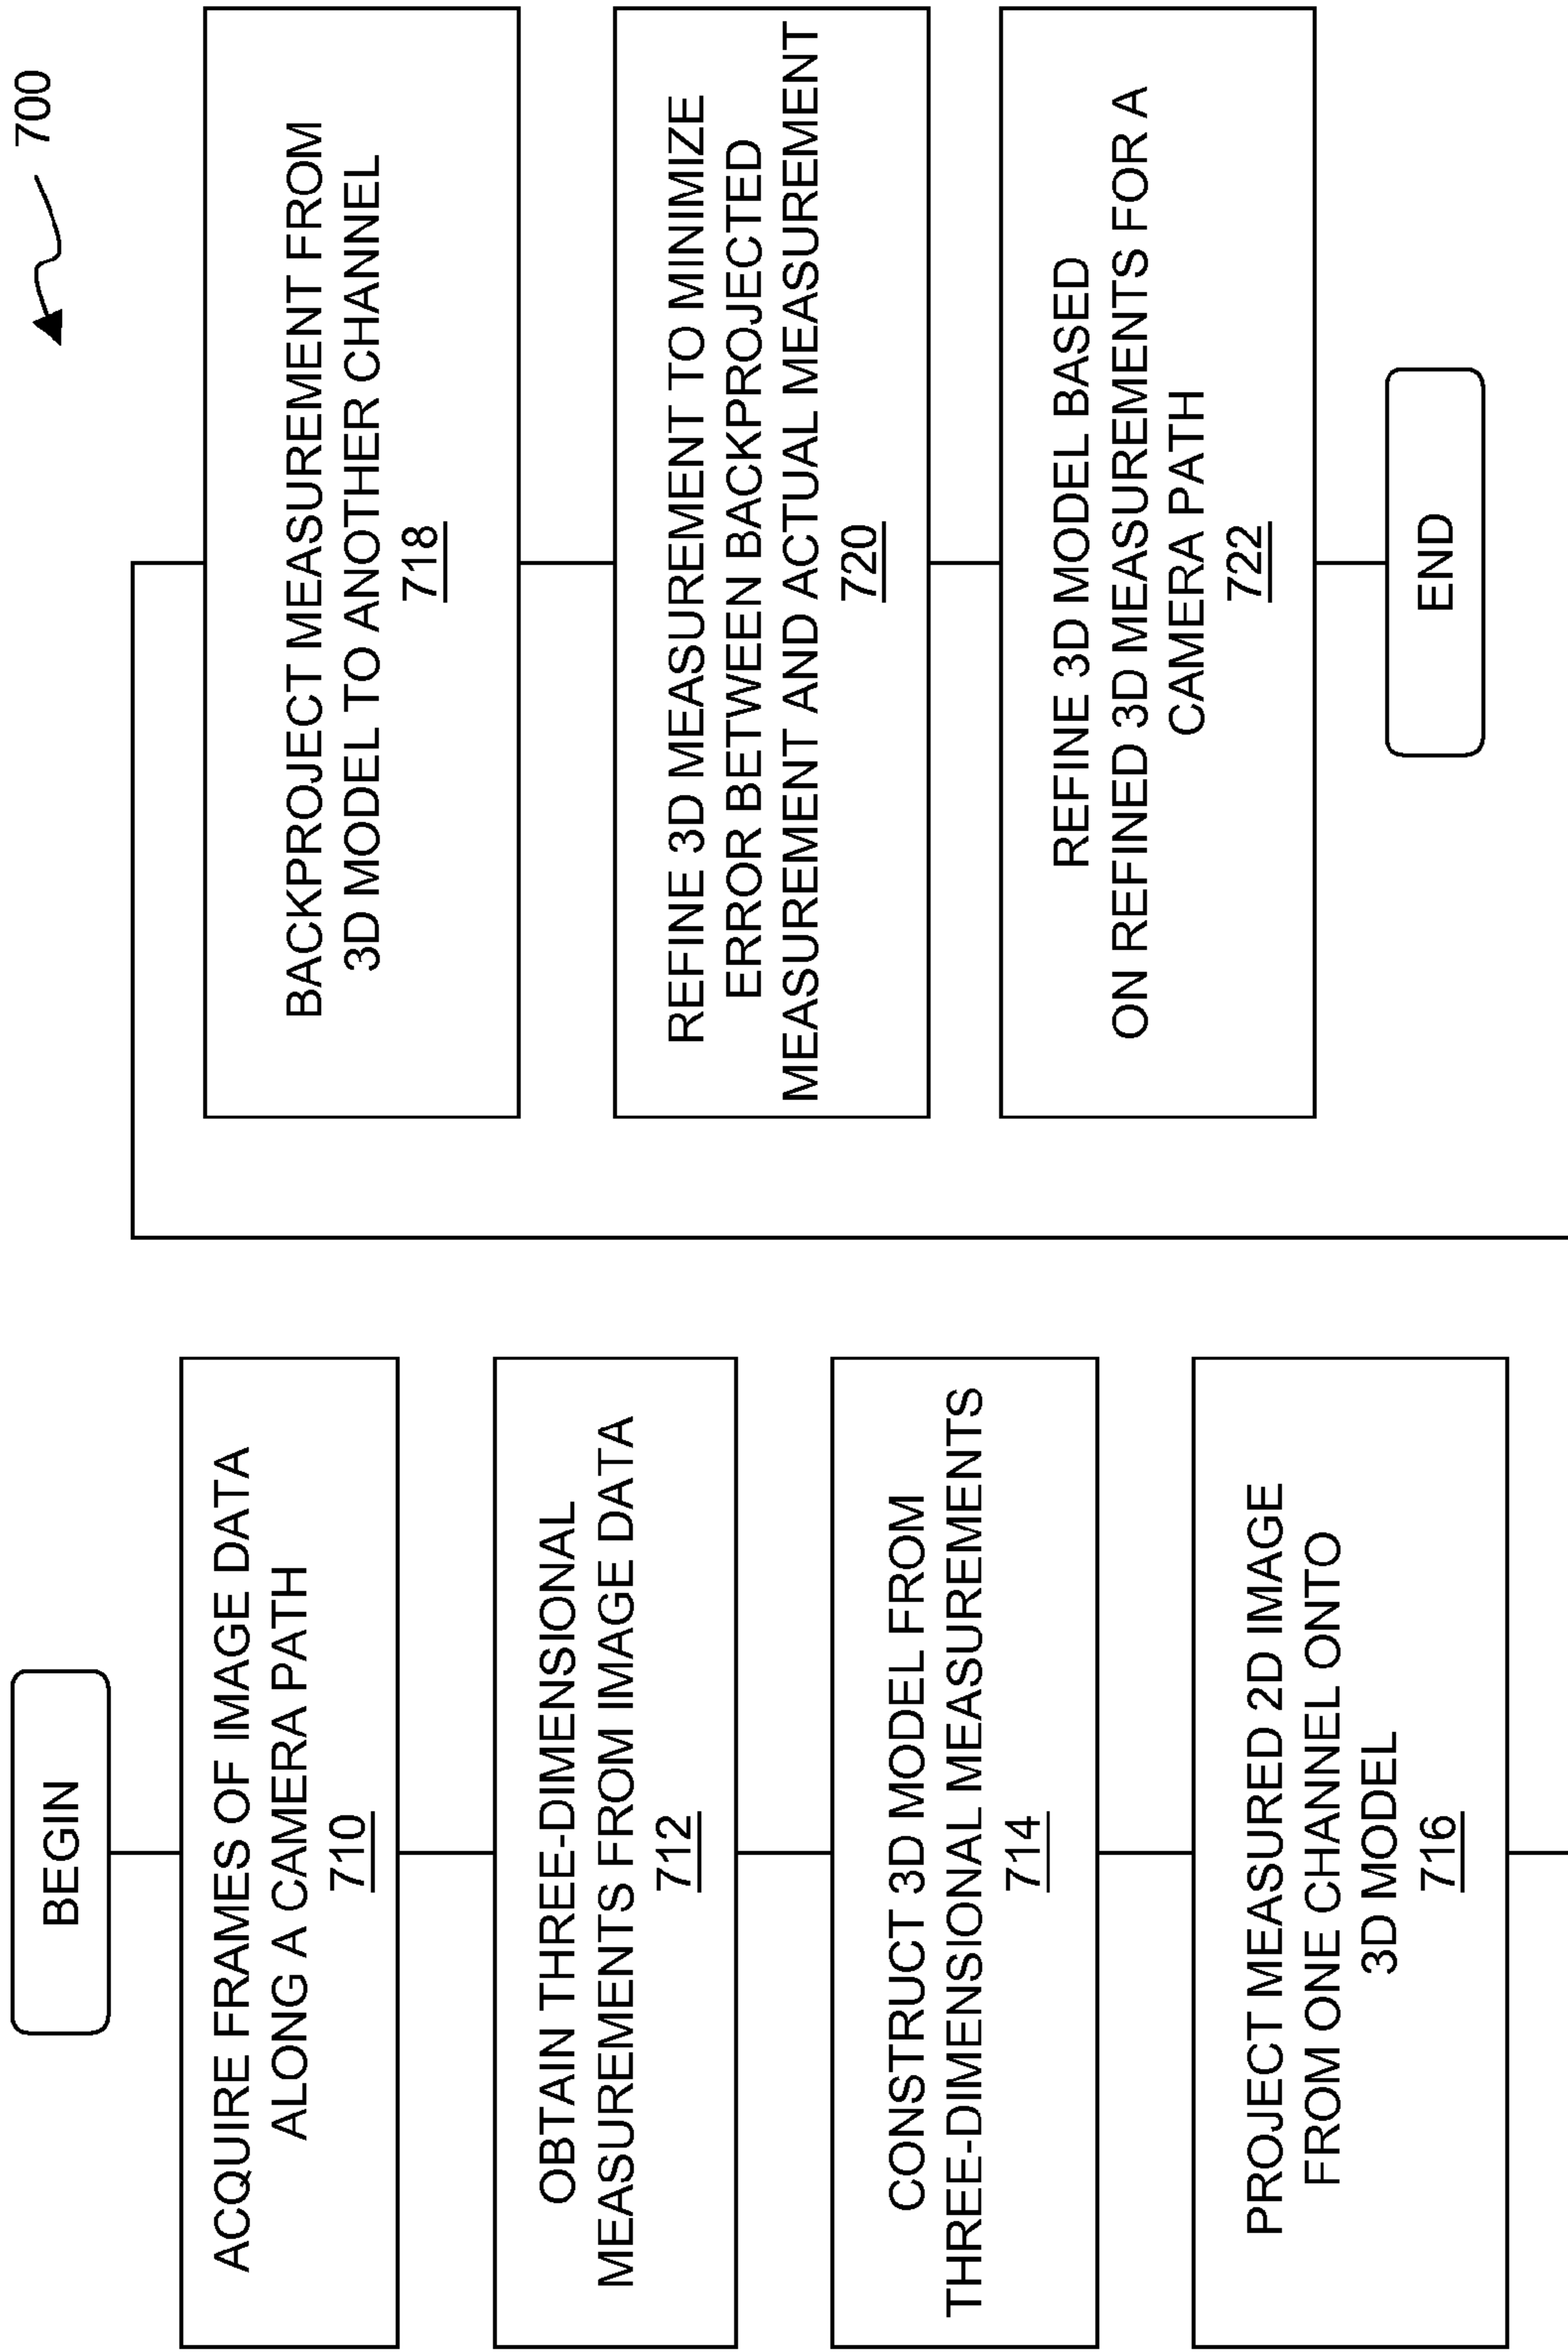 700
BEGIN
ACQUIRE FRAMES OF IMAGE DATA
ALONG A CAMERA PATH
710
OBTAIN THREE-DIMENSIONAL
MEASUREMENTS FROM IMAGE DATA
712
CONSTRUCT 3D MODEL FROM
THREE-DIMENSIONAL MEASUREMENTS
714
PROJECT MEASURED 2D IMAGE
FROM ONE CHANNEL ONTO
3D MODEL
716
BACKPROJECT MEASUREMENT FROM
3D MODEL TO ANOTHER CHANNEL
718
REFINE 3D MEASUREMENT TO MINIMIZE
ERROR BETWEEN BACKPROJECTED
MEASUREMENT AND ACTUAL MEASUREMENT
720
REFINE 3D MODEL BASED
ON REFINED 3D MEASUREMENTS FOR A
CAMERA PATH
722
END